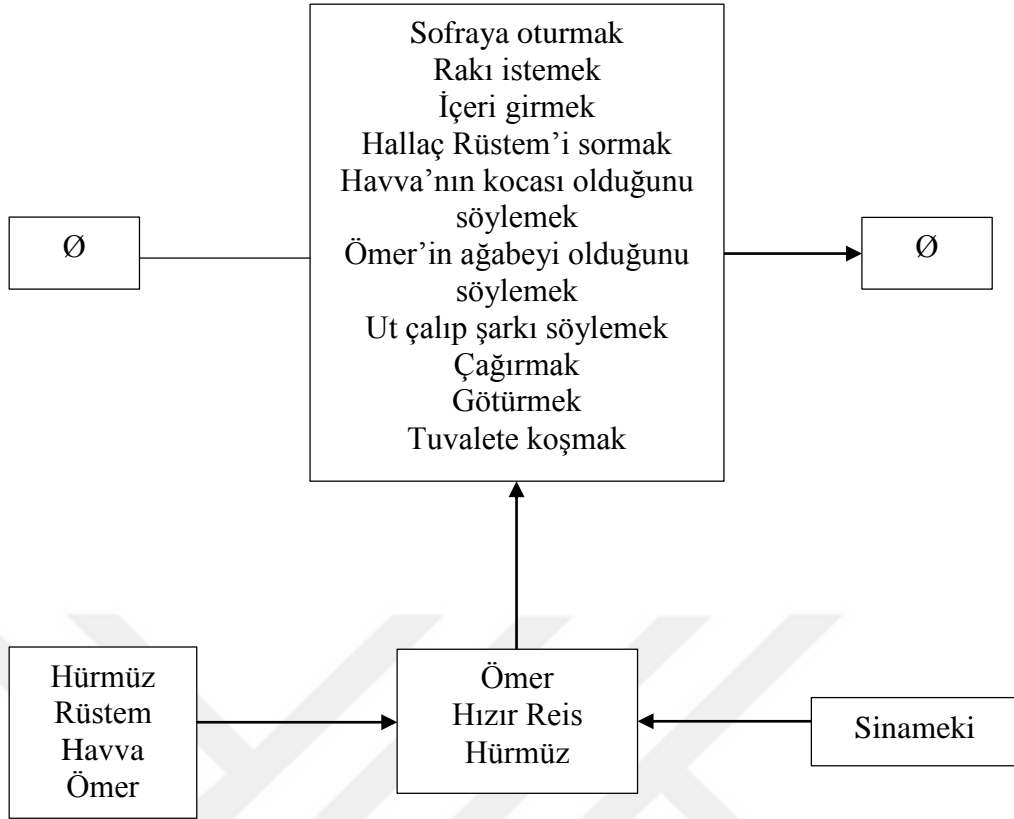 Sofraya oturmak
Rakı istemek
İçeri girmek
Hallaç Rüstem’i sormak
Havva’nın kocası olduğunu
söylemek
Ömer’in ağabeyi olduğunu
söylemek
Ut çalıp şarkı söylemek
Çağırmak
Götürmek
Tuvalete koşmak
Ø
Ø
Hürmüz
Rüstem
Havva
Ömer
Ömer
Hızır Reis
Hürmüz
Sinameki